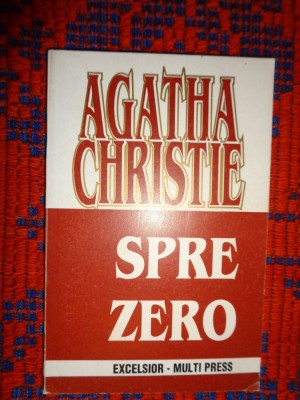 AGATHA
CHRISTIE
SPRE
ZERO
EXCELSIOR - MULTI PRESS